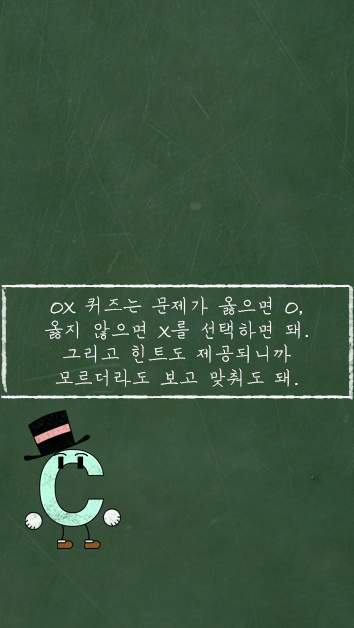 OX 퀴즈는 문제가 옳으면 O,
옳지 않으면 X를 선택하면 돼.
그리고 힌트도 제공되니까
모르더라도 보고 맞춰도 돼.
C